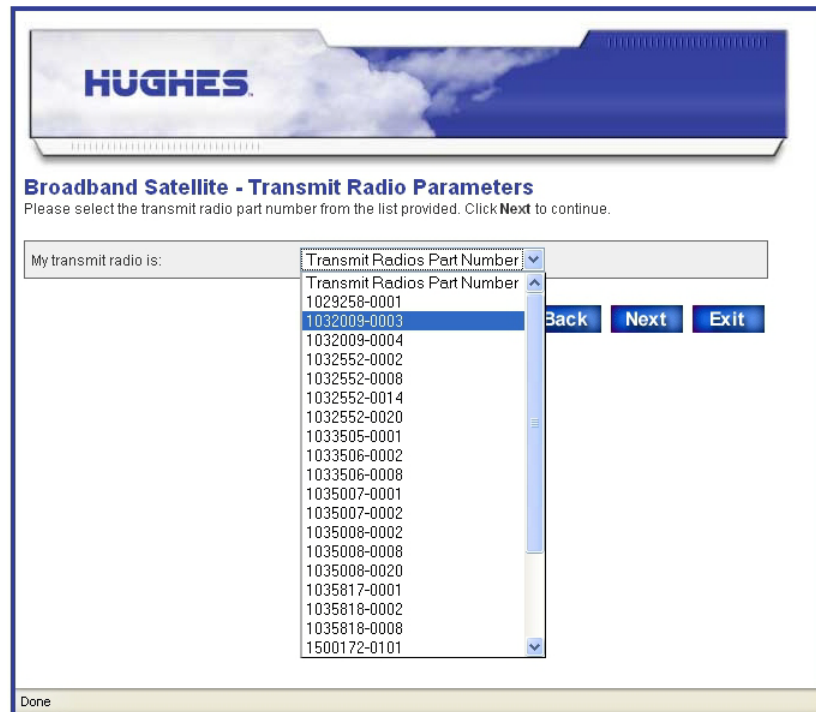 HUGHES.
Broadband Satellite - Transmit Radio Parameters
Please select the transmit radio part number from the list provided. Click Next to continue.
My transmit radio is:
Transmit Radios Part Number
Transmit Radios Part Number
1029258-0001
1032009-0003
Back Next Exit
1032009-0004
1032552-0002
1032552-0008
1032552-0014
1032552-0020
1033505-0001
1033506-0002
1033506-0008
1035007-0001
1035007-0002
1035008-0002
1035008-0008
1035008-0020
1035817-0001
1035818-0002
1035818-0008
1500172-0101
Done